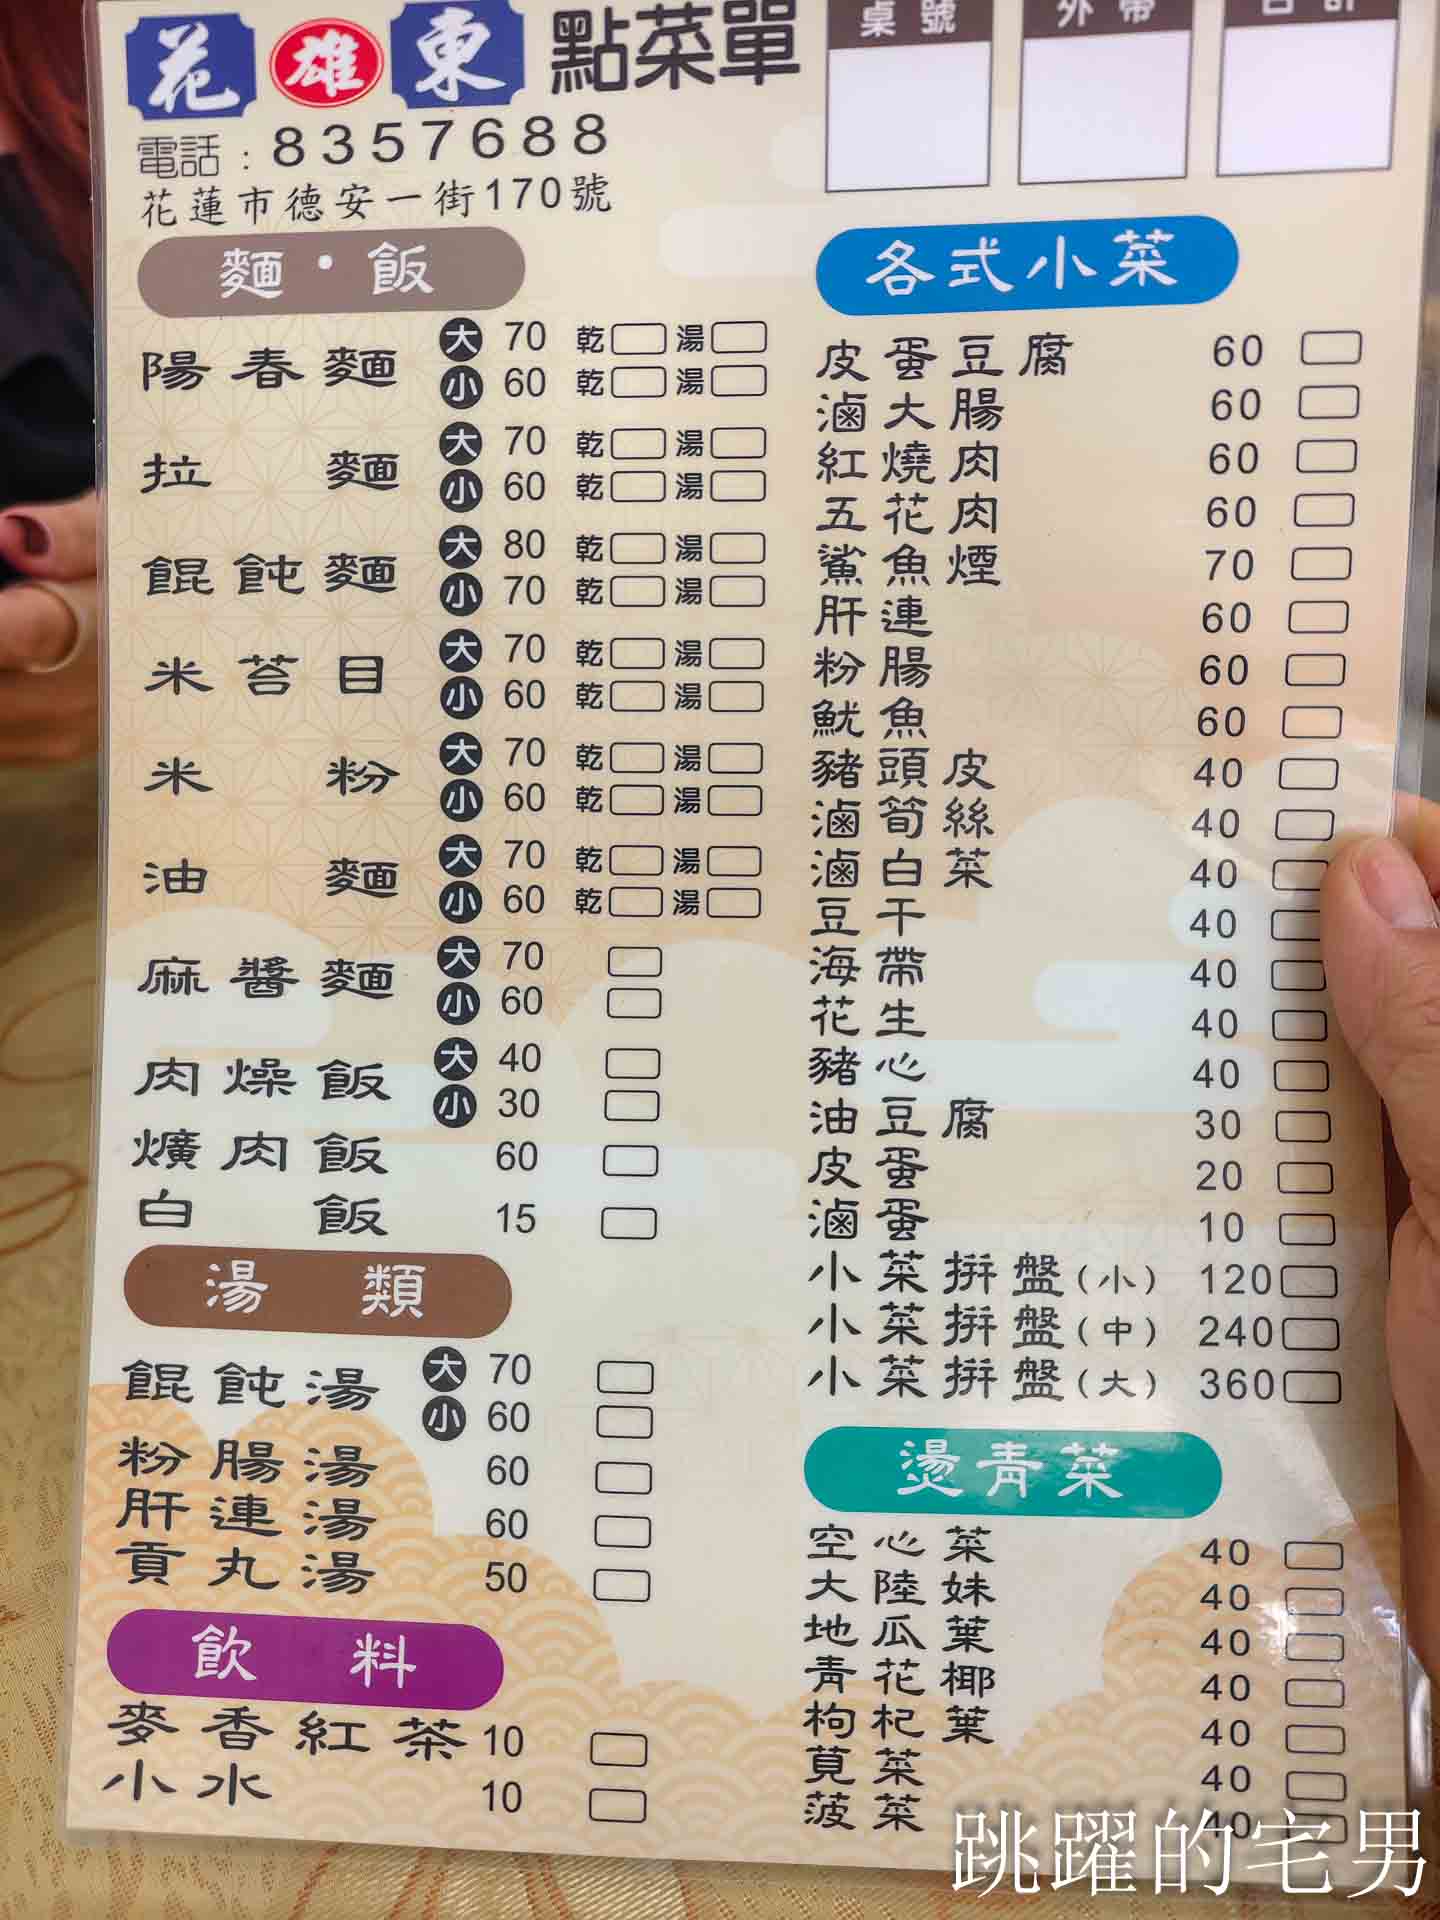 花雄東 點菜單
桌號 外帶 合計
電話：8357688
花蓮市德安一街170號
麵・飯
陽春麵 大 70 乾 湯
小 60 乾 湯
拉麵 大 70 乾 湯
小 60 乾 湯
餛飩麵 大 80 乾 湯
小 70 乾 湯
米苔目 大 70 乾 湯
小 60 乾 湯
米粉 大 70 乾 湯
小 60 乾 湯
油麵 大 70 乾 湯
小 60 乾 湯
麻醬麵 大 70
小 60
肉燥飯 大 40
小 30
爌肉飯 60
白飯 15
湯類
餛飩湯 大 70
小 60
粉腸湯 60
肝連湯 60
貢丸湯 50
飲料
麥香紅茶 10
小水 10
各式小菜
皮蛋豆腐 60
滷大腸 60
紅燒肉 60
五花肉 60
鯊魚煙 70
肝連 60
粉腸 60
魷魚 60
豬頭皮 40
滷筍絲 40
滷白菜 40
豆干 40
海帶 40
花生 40
豬心 40
油豆腐 30
皮蛋 20
滷蛋 10
小菜拼盤(小) 120
小菜拼盤(中) 240
小菜拼盤(大) 360
燙青菜
空心菜 40
大陸妹 40
地瓜葉 40
青花椰 40
枸杞葉 40
莧菜 40
菠菜 40
跳躍的宅男